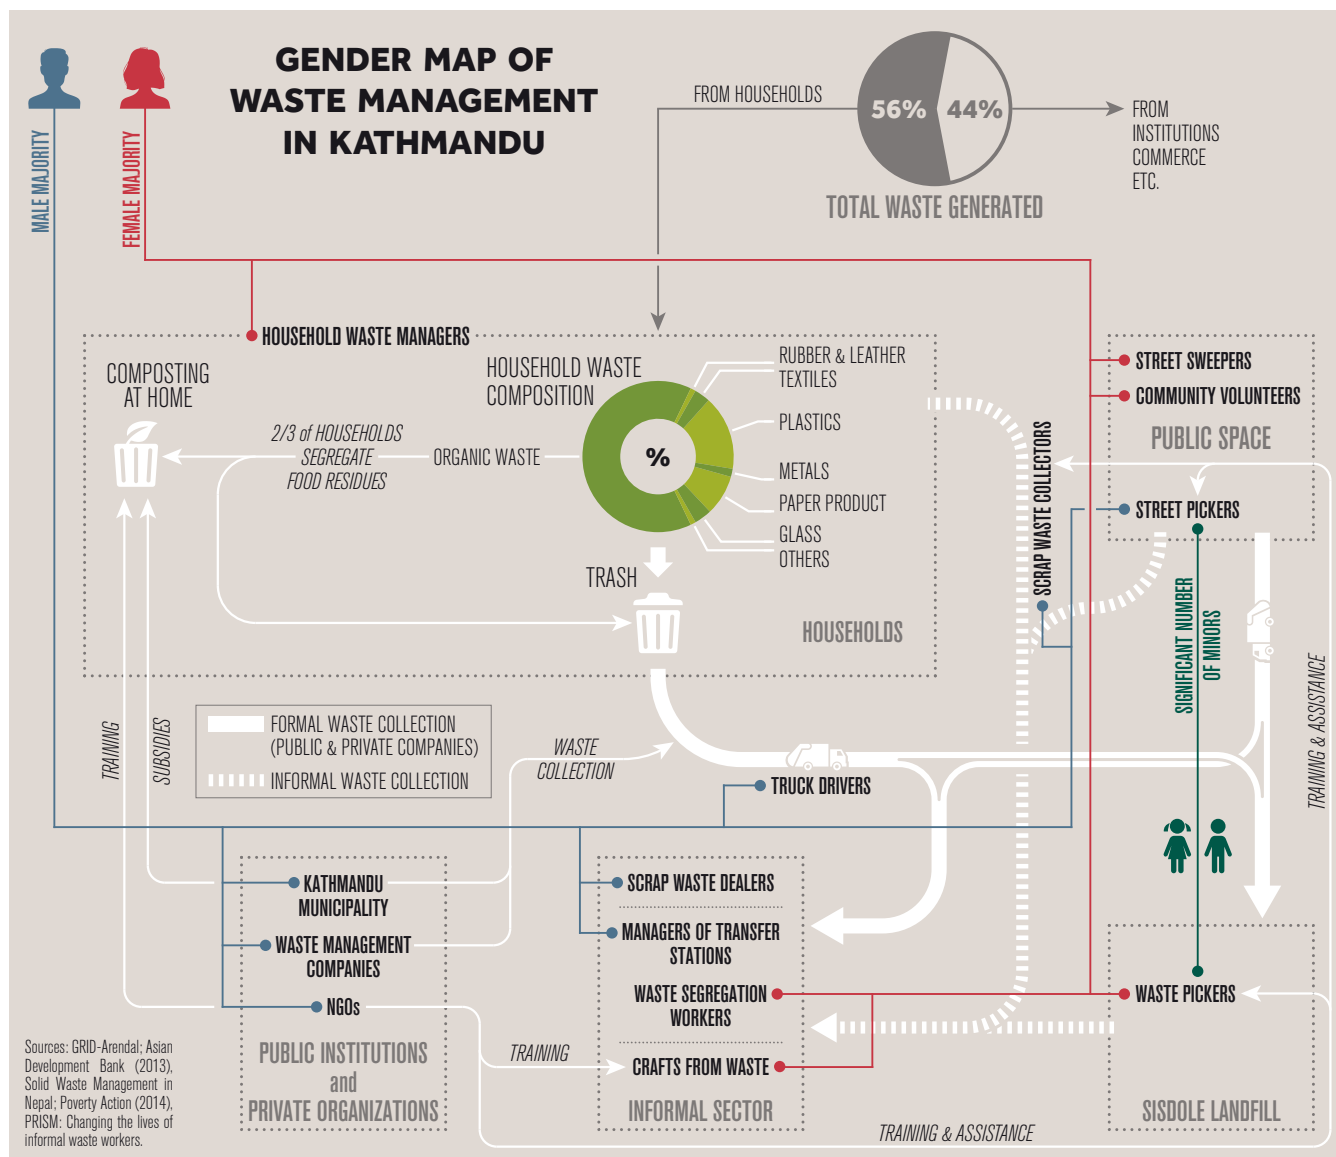 GENDER MAP OF
WASTE MANAGEMENT
IN KATHMANDU
MALE MAJORITY
FEMALE MAJORITY
FROM HOUSEHOLDS
56%
44%
FROM
INSTITUTIONS
COMMERCE
ETC.
TOTAL WASTE GENERATED
HOUSEHOLD WASTE MANAGERS
COMPOSTING
AT HOME
2/3 of HOUSEHOLDS
SEGREGATE
FOOD RESIDUES
ORGANIC WASTE
HOUSEHOLD WASTE
COMPOSITION
%
RUBBER & LEATHER
TEXTILES
PLASTICS
METALS
PAPER PRODUCT
GLASS
OTHERS
TRASH
HOUSEHOLDS
SCRAP WASTE COLLECTORS
STREET SWEEPERS
COMMUNITY VOLUNTEERS
PUBLIC SPACE
STREET PICKERS
SIGNIFICANT NUMBER
OF MINORS
TRAINING & ASSISTANCE
TRAINING
SUBSIDIES
FORMAL WASTE COLLECTION
(PUBLIC & PRIVATE COMPANIES)
INFORMAL WASTE COLLECTION
WASTE
COLLECTION
TRUCK DRIVERS
KATHMANDU
MUNICIPALITY
WASTE MANAGEMENT
COMPANIES
NGOs
PUBLIC INSTITUTIONS
and
PRIVATE ORGANIZATIONS
TRAINING
SCRAP WASTE DEALERS
MANAGERS OF TRANSFER
STATIONS
WASTE SEGREGATION
WORKERS
CRAFTS FROM WASTE
INFORMAL SECTOR
WASTE PICKERS
SISDOLE LANDFILL
TRAINING & ASSISTANCE
Sources: GRID-Arendal; Asian
Development Bank (2013),
Solid Waste Management in
Nepal; Poverty Action (2014),
PRISM: Changing the lives of
informal waste workers.